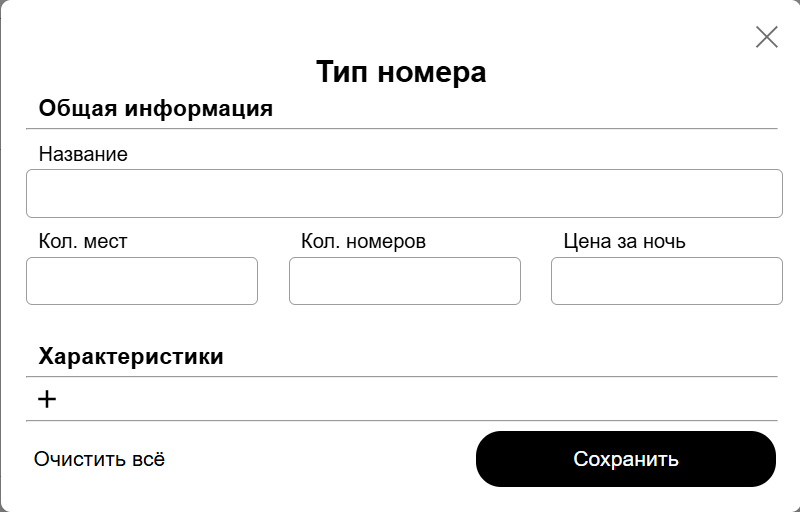 Тип номера
Общая информация
Название
Кол. мест Кол. номеров Цена за ночь
Характеристики
+
Очистить всё Сохранить